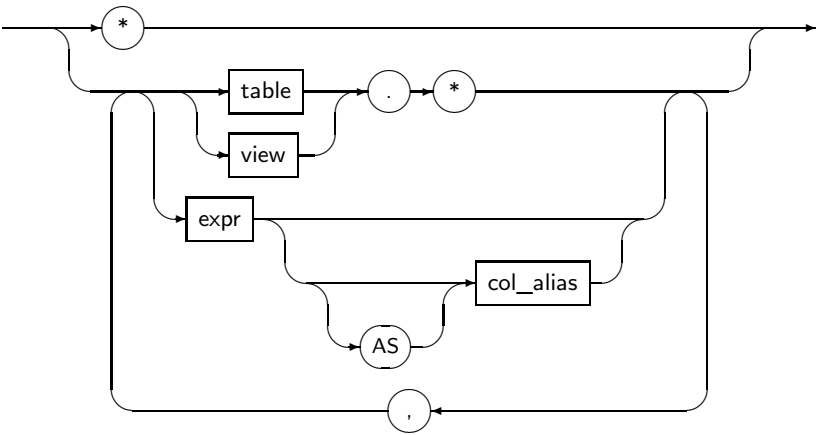 *
table . *
view
expr
col_alias
AS
,